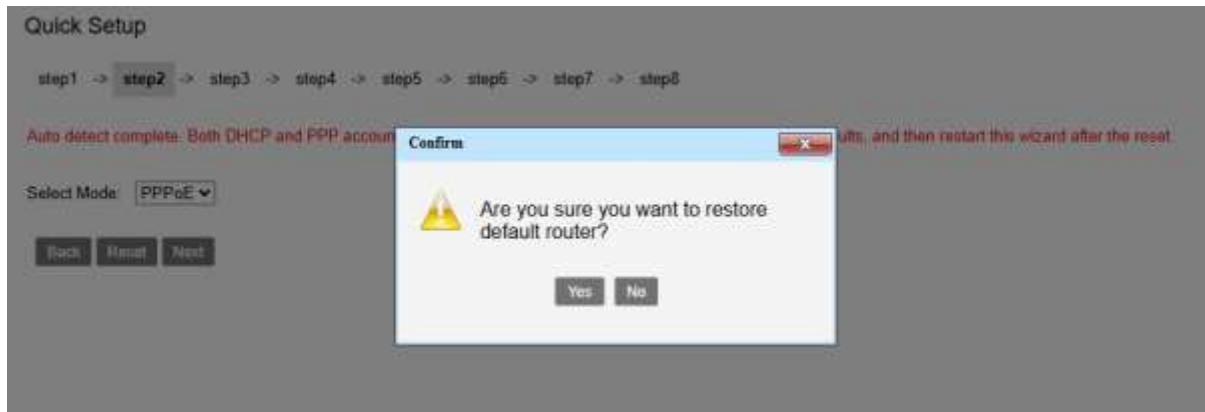 Quick Setup
step1 -> step2 -> step3 -> step4 -> step5 -> step6 -> step7 -> step8
Auto detect complete. Both DHCP and PPP accoun
ults, and then restart this wizard after the reset.
Confirm
x
Are you sure you want to restore
default router?
Yes No
Select Mode: PPPoE
Back Reset Next